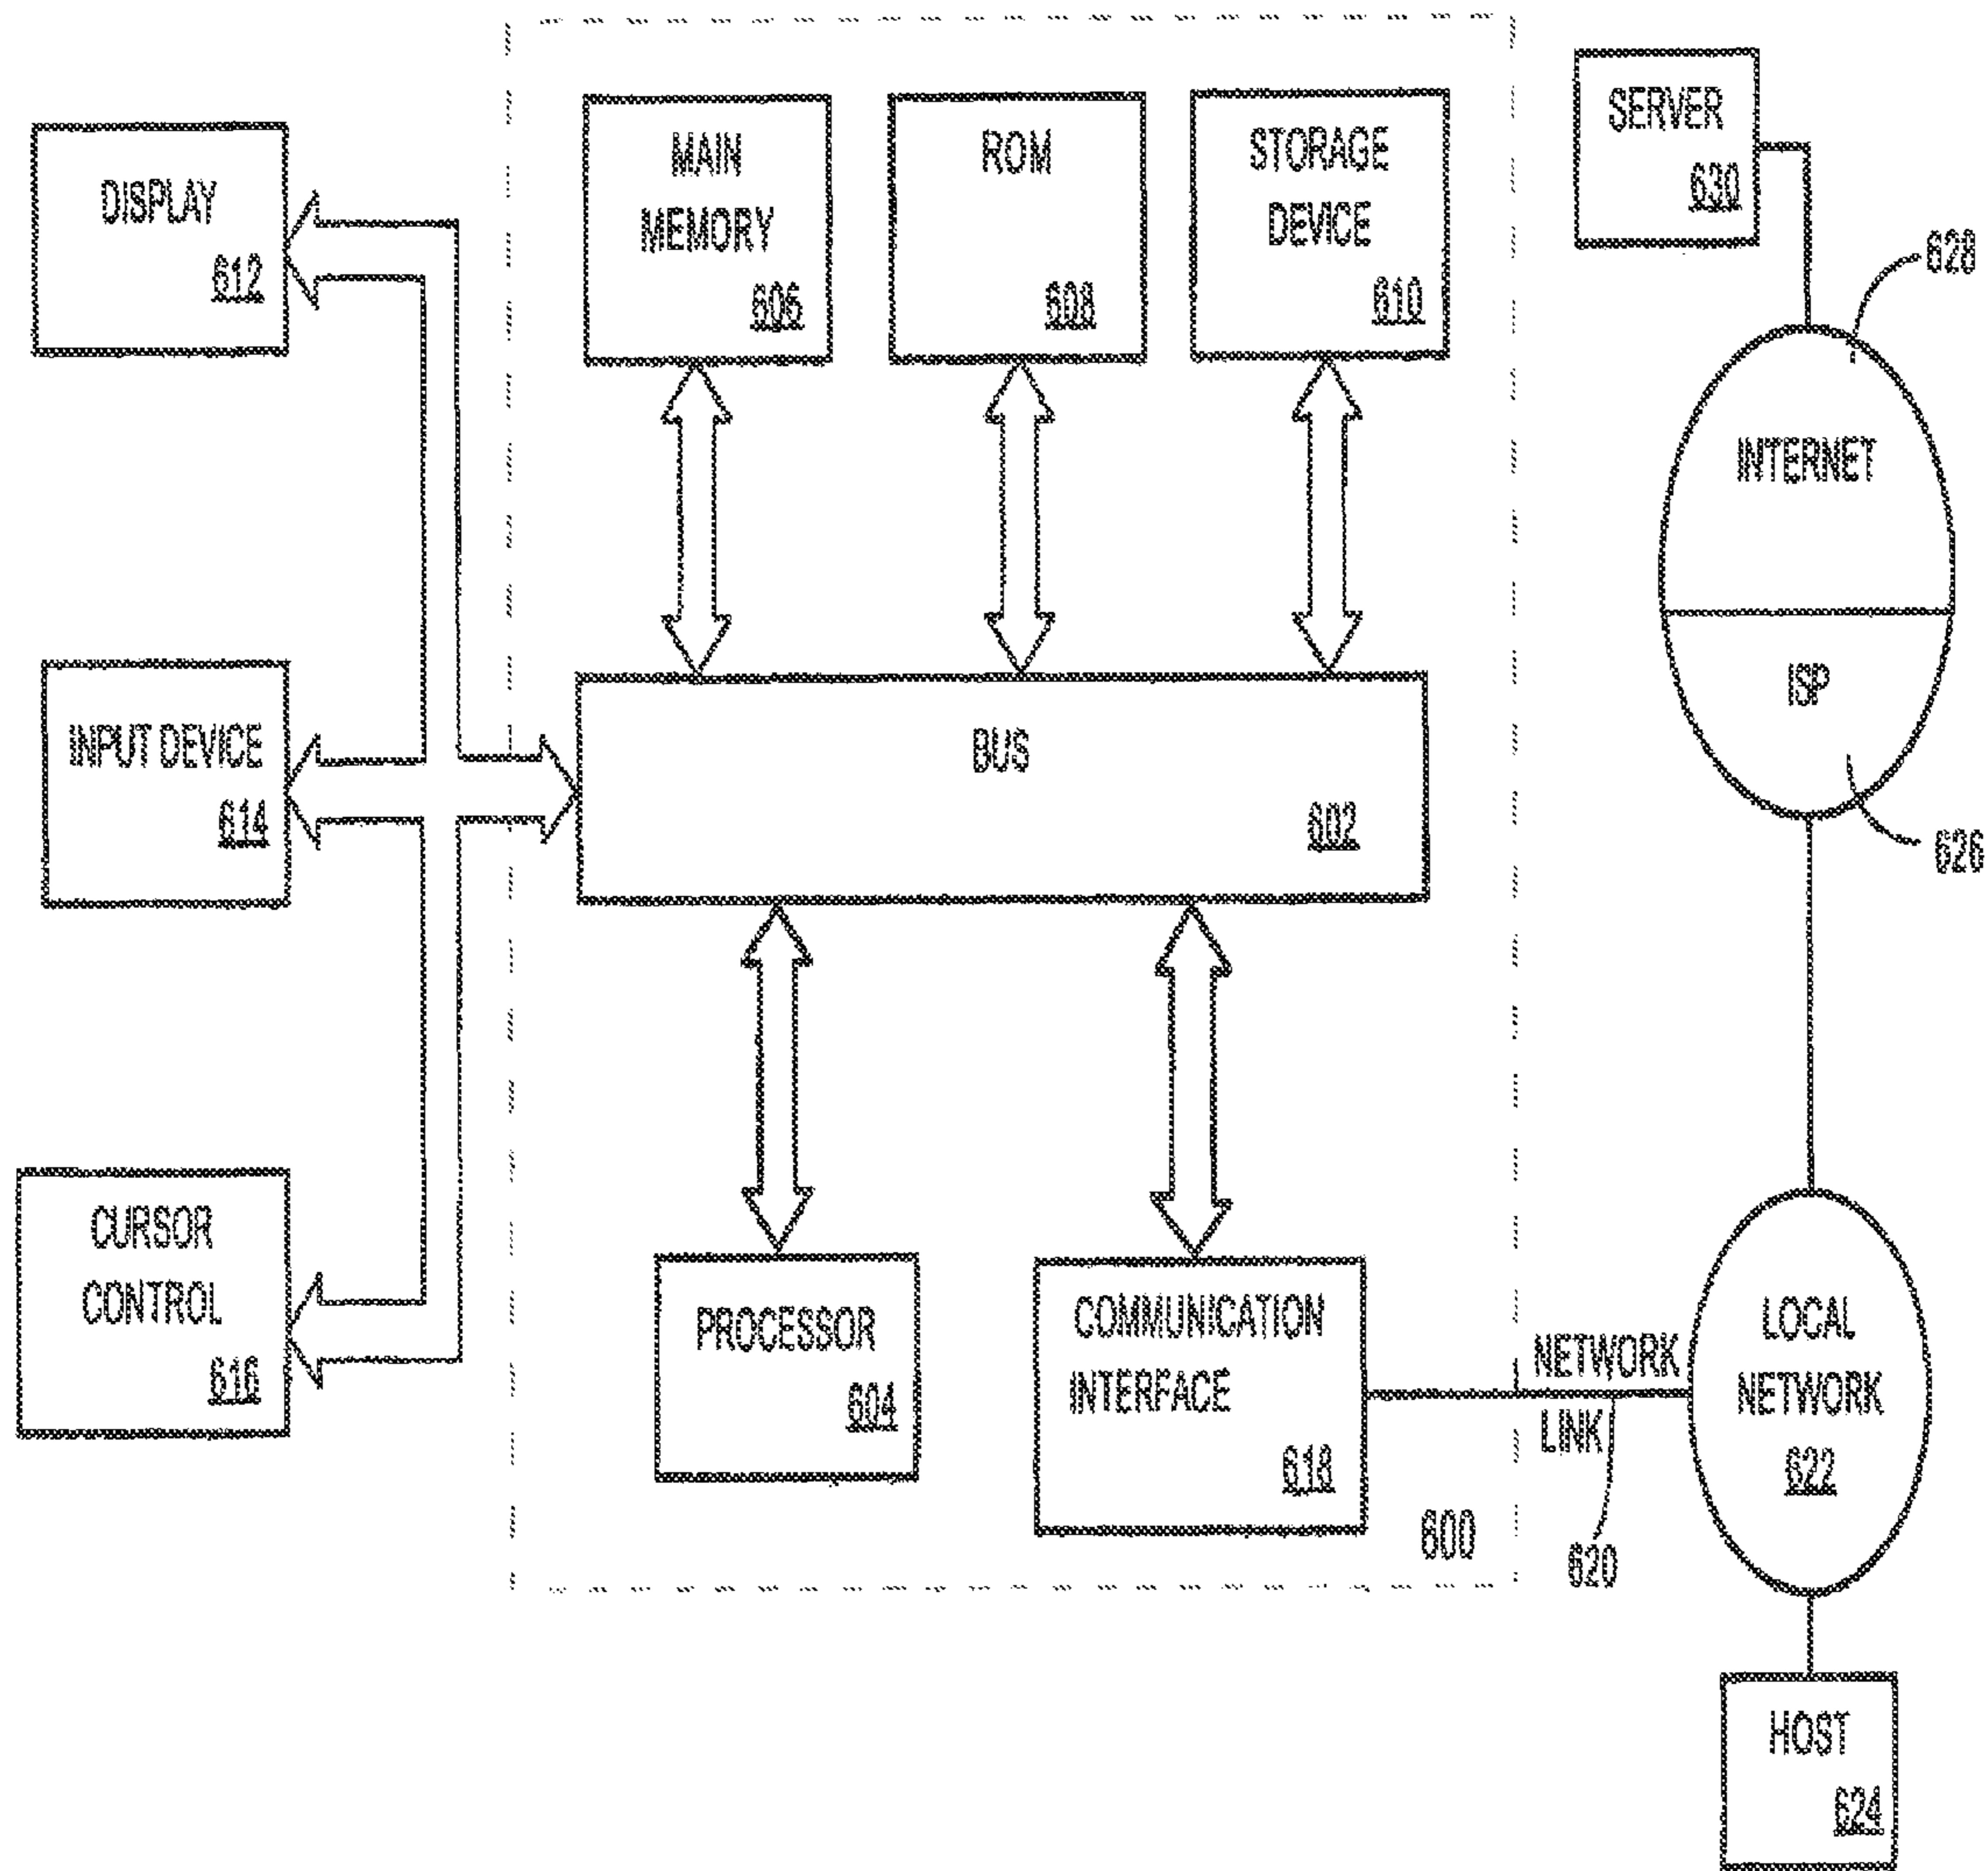 DISPLAY
612
INPUT DEVICE
614
CURSOR
CONTROL
616
MAIN
MEMORY
606
ROM
608
STORAGE
DEVICE
610
BUS
602
PROCESSOR
604
COMMUNICATION
INTERFACE
618
600
SERVER
630
628
INTERNET
ISP
626
NETWORK
LINK
620
LOCAL
NETWORK
622
HOST
624